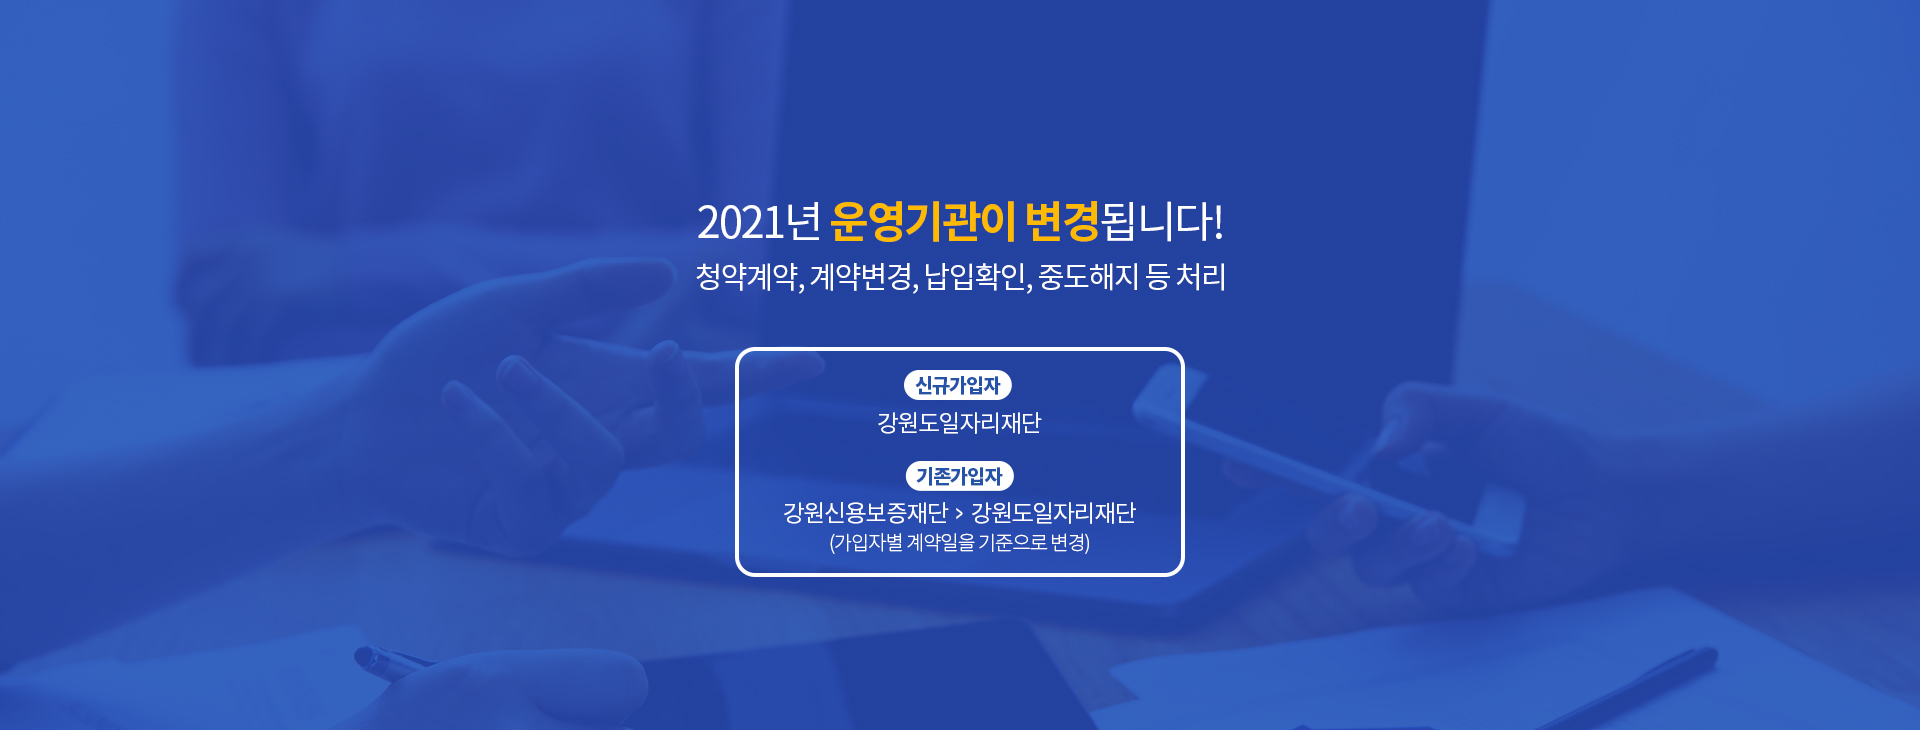 2021년 운영기관이 변경됩니다!
청약계약, 계약변경, 납입확인, 중도해지 등 처리
신규가입자
강원도일자리재단
기존가입자
강원신용보증재단 > 강원도일자리재단
(가입자별 계약일을 기준으로 변경)